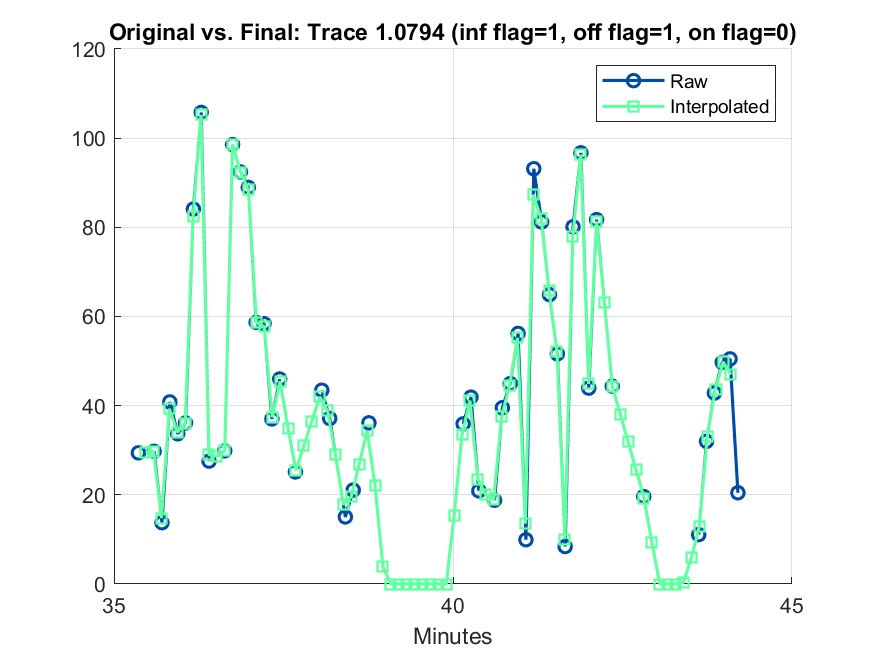 Original vs. Final: Trace 1.0794 (inf flag=1, off flag=1, on flag=0)
120
100
80
60
40
20
0
35
40
45
Minutes
Raw
Interpolated